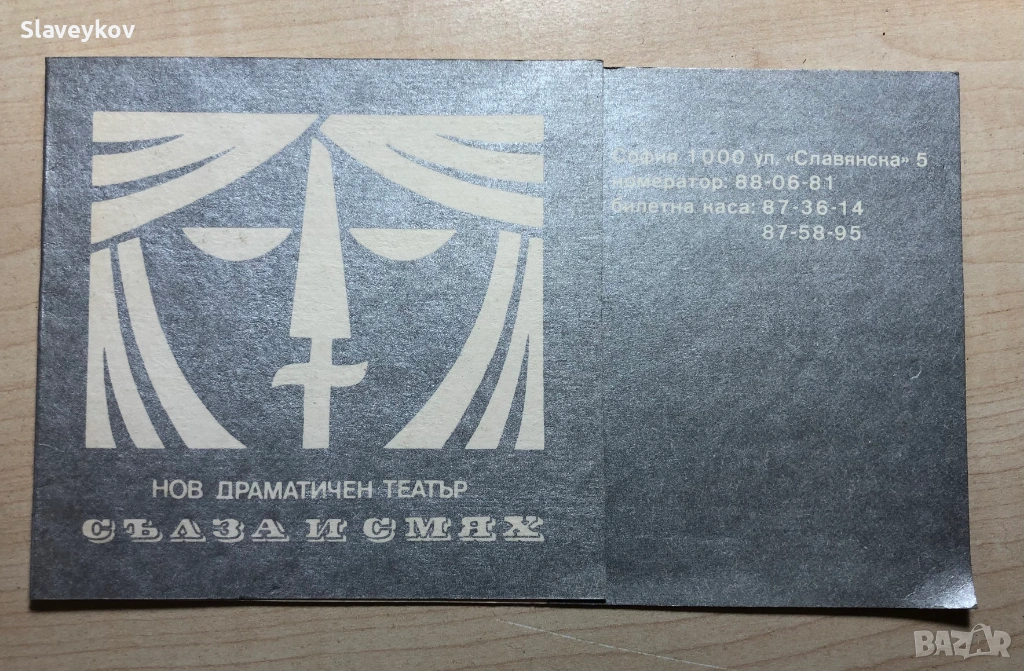 Slaveykov
НОВ ДРАМАТИЧЕН ТЕАТЪР
СЪЛЗА И СМЯХ
София 1000 ул. «Славянска» 5
номератор: 88-06-81
билетна каса: 87-36-14
87-58-95
BAZAR